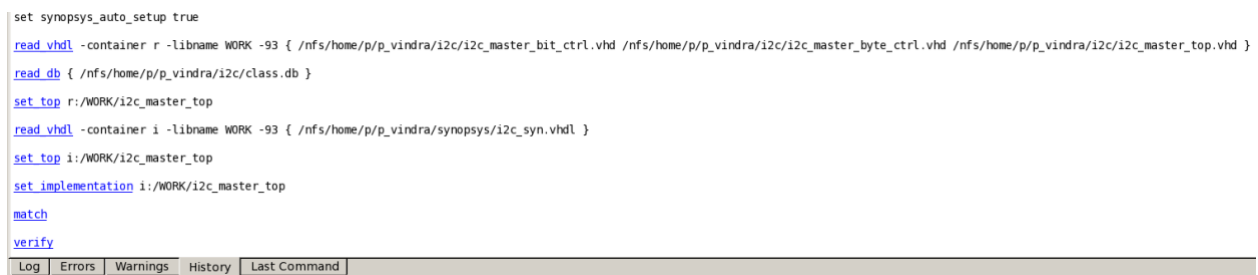 set synopsys_auto_setup true
read_vhdl -container r -libname WORK -93 { /nfs/home/p/p_vindra/i2c/i2c_master_bit_ctrl.vhd /nfs/home/p/p_vindra/i2c/i2c_master_byte_ctrl.vhd /nfs/home/p/p_vindra/i2c/i2c_master_top.vhd }
read_db { /nfs/home/p/p_vindra/i2c/class.db }
set_top r:/WORK/i2c_master_top
read_vhdl -container i -libname WORK -93 { /nfs/home/p/p_vindra/synopsys/i2c_syn.vhdl }
set_top i:/WORK/i2c_master_top
set_implementation i:/WORK/i2c_master_top
match
verify
Log Errors Warnings History Last Command